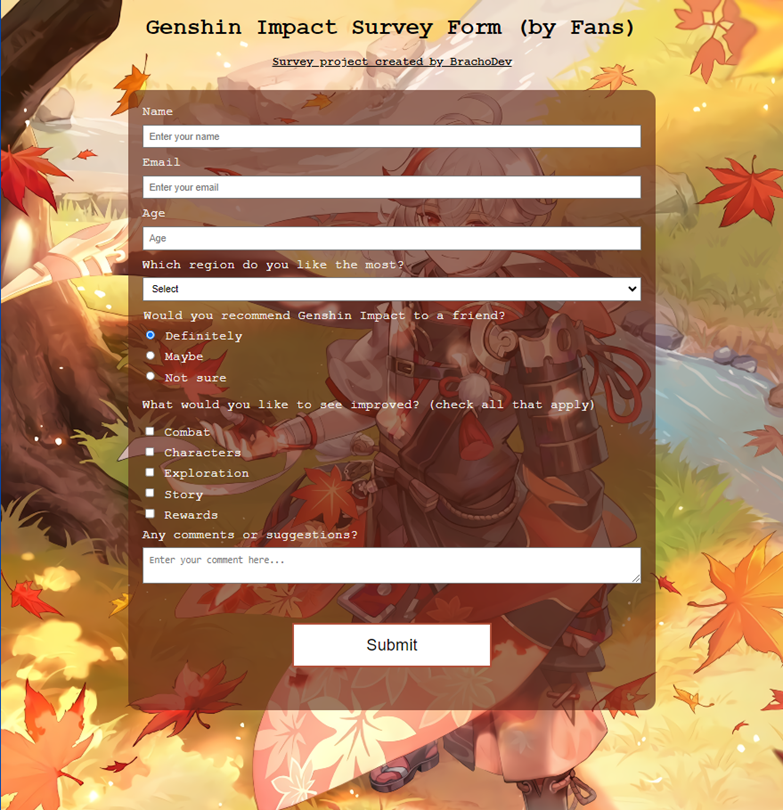 Genshin Impact Survey Form (by Fans)
Survey project created by BrachoDev
Name
Enter your name
Email
Enter your email
Age
Age
Which region do you like the most?
Select
Would you recommend Genshin Impact to a friend?
Definitely
Maybe
Not sure
What would you like to see improved? (check all that apply)
Combat
Characters
Exploration
Story
Rewards
Any comments or suggestions?
Enter your comment here...
Submit